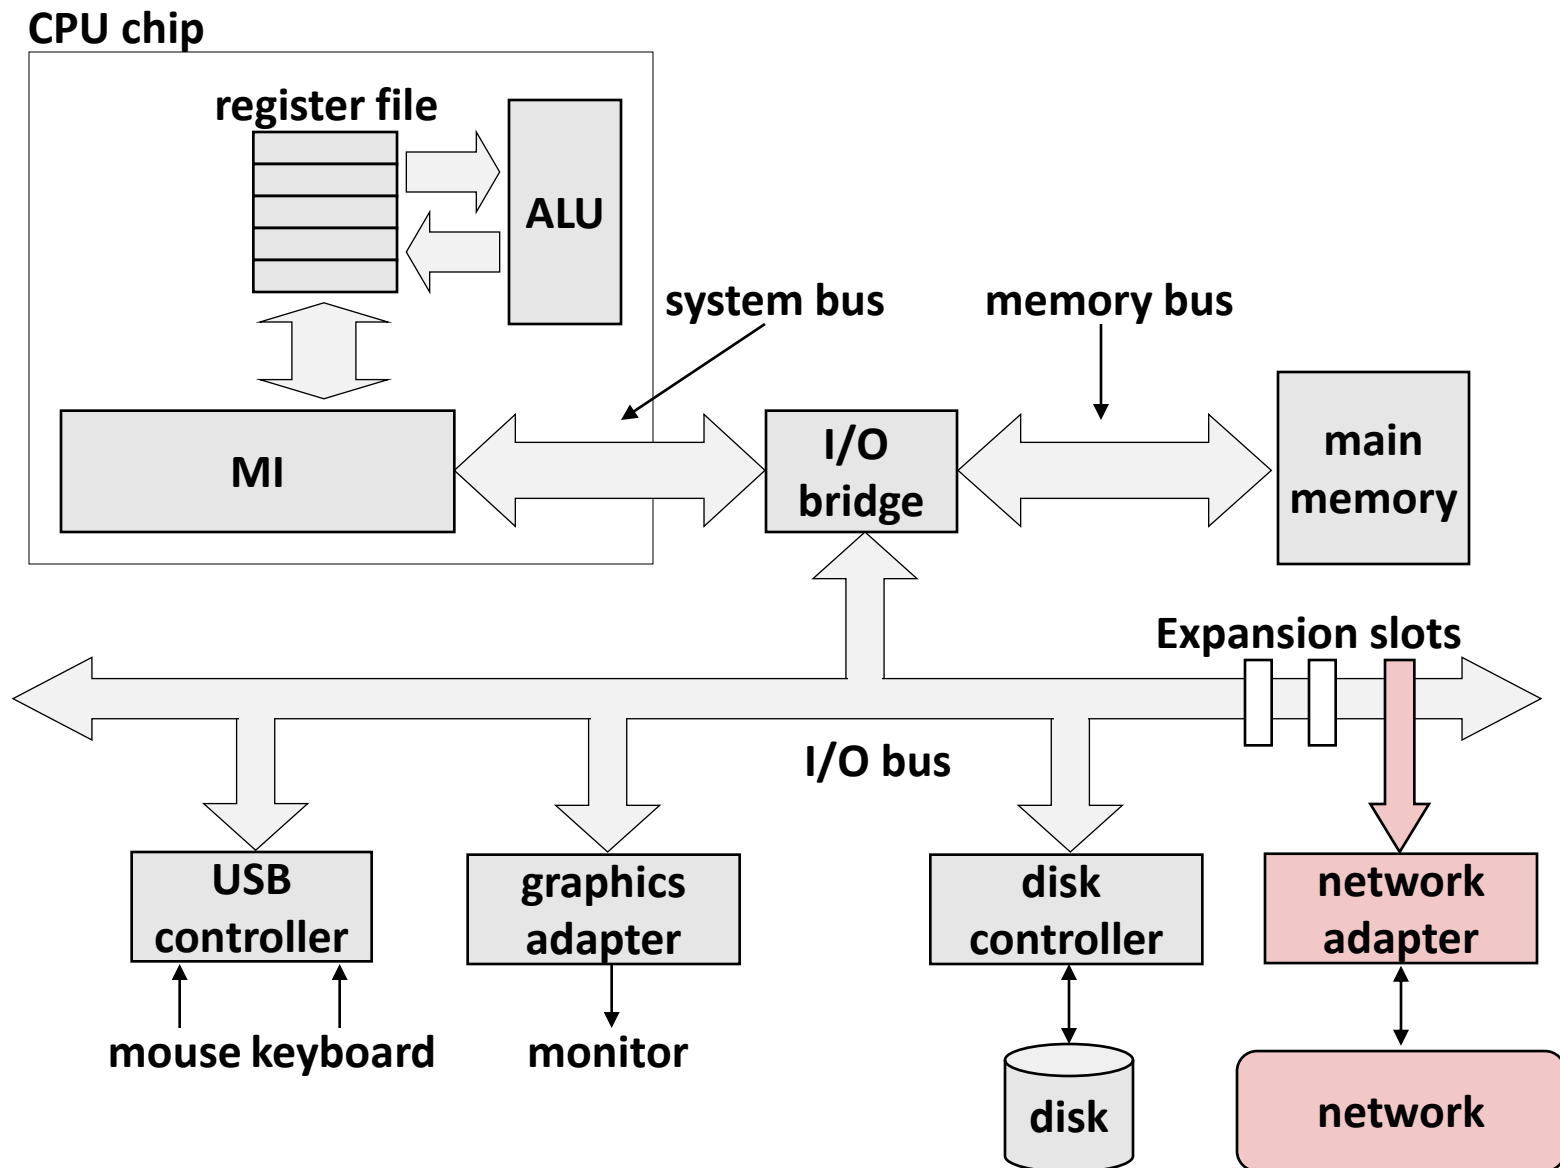 CPU chip
register file
ALU
system bus
memory bus
MI
I/O
bridge
main
memory
Expansion slots
I/O bus
USB
controller
graphics
adapter
disk
controller
network
adapter
mouse keyboard
monitor
disk
network